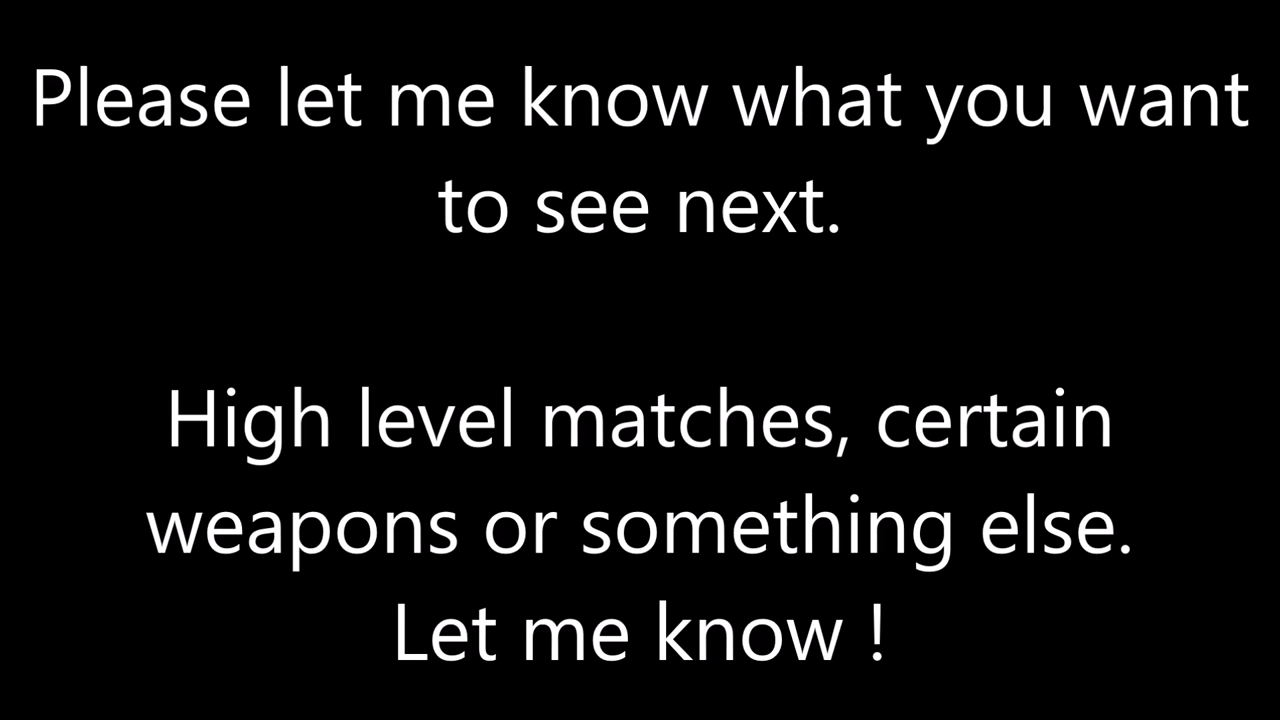 Please let me know what you want
to see next.
High level matches, certain
weapons or something else.
Let me know !